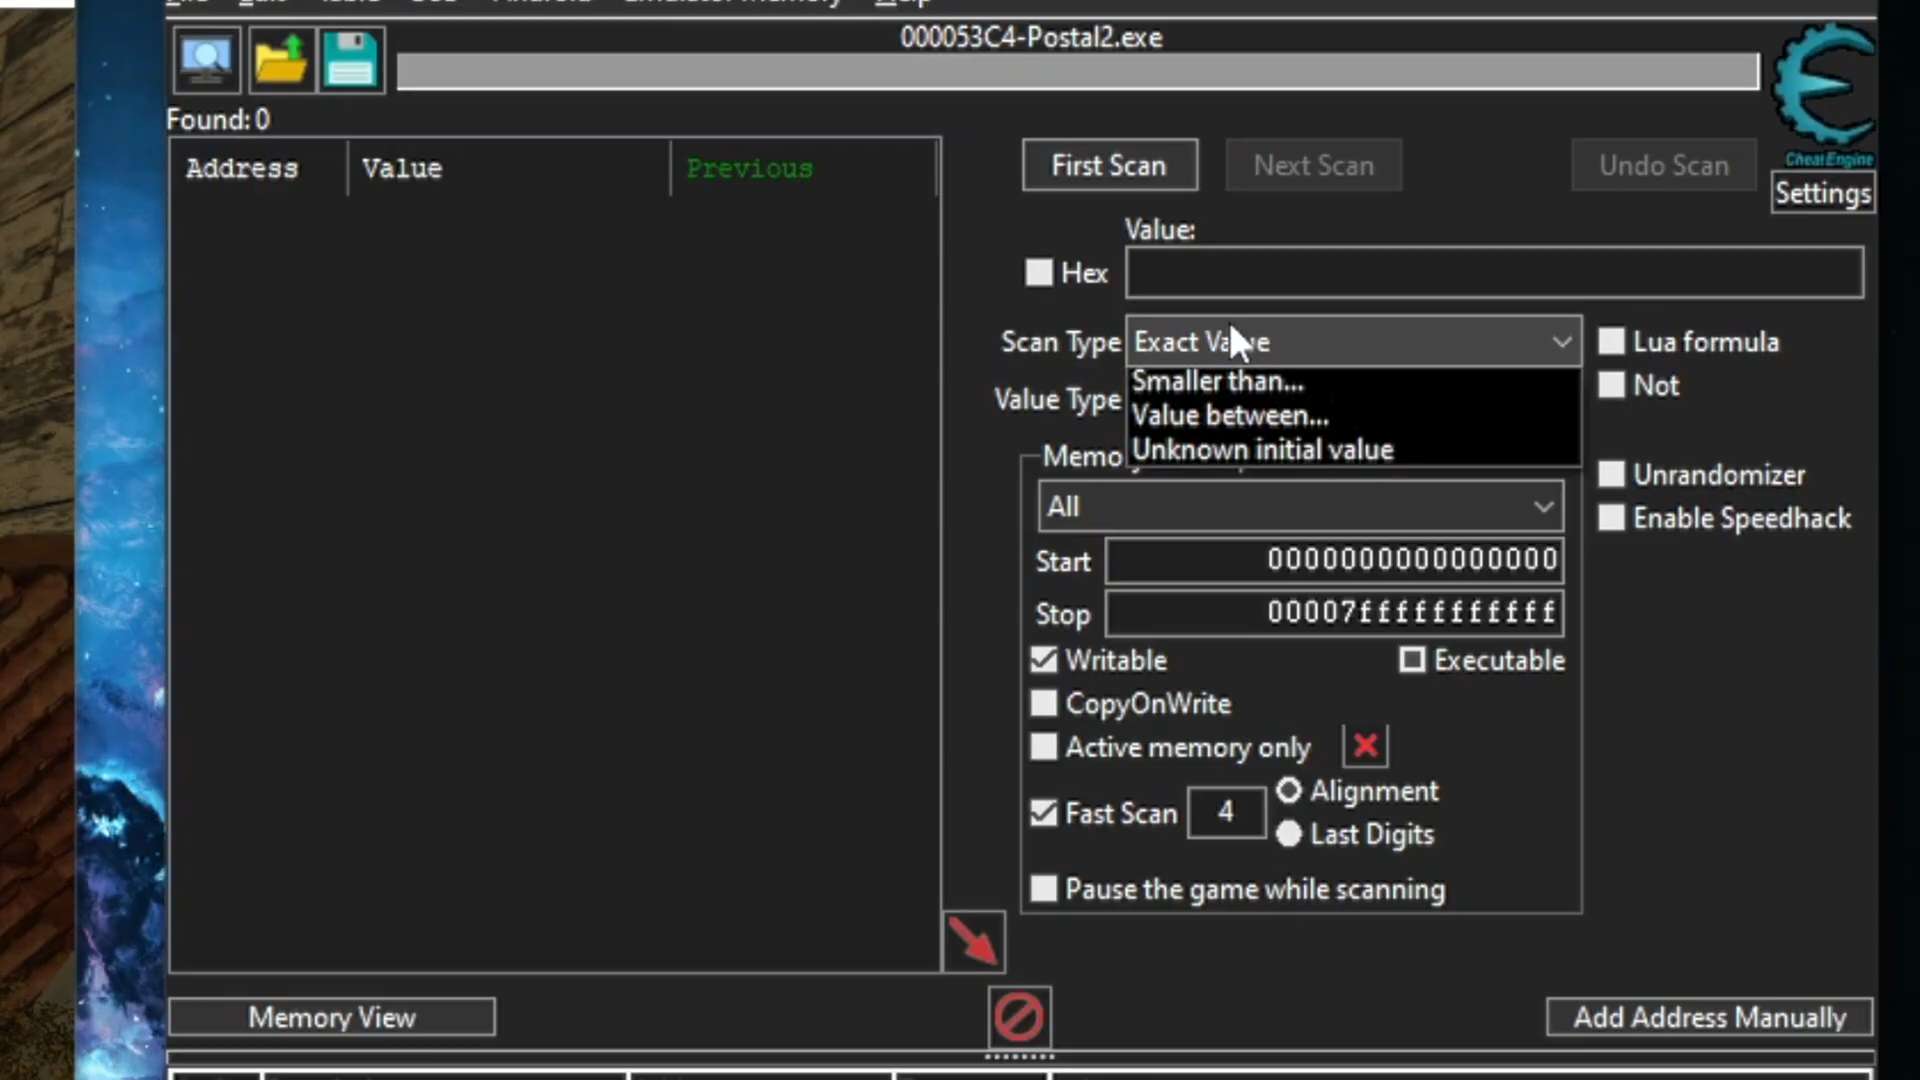 000053C4-Postal2.exe
Found: 0
Address Value Previous
First Scan Next Scan Undo Scan
Cheat Engine
Settings
Value:
Hex
Scan Type Exact Value
Lua formula
Smaller than...
Value between...
Unknown initial value
Not
Value Type
Memo
All
Unrandomizer
Enable Speedhack
Start 0000000000000000
Stop 00007fffffffffff
Writable Executable
CopyOnWrite
Active memory only
Fast Scan 4 Alignment
Last Digits
Pause the game while scanning
Memory View
Add Address Manually